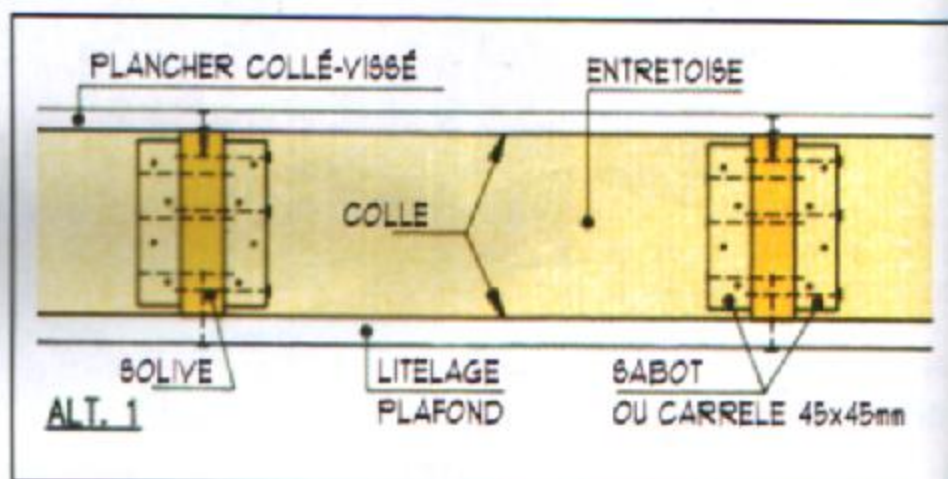 PLANCHER COLLÉ-VISSÉ
ENTRETOISE
COLLE
SOLIVE
LITELAGE
PLAFOND
SABOT
OU CARRELE 45x45mm
ALT. 1